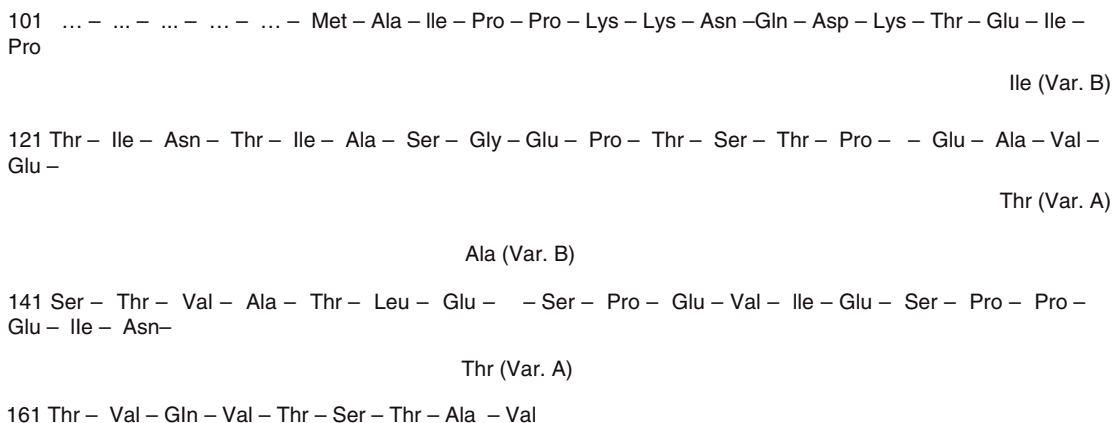 101 … – ... – ... – … – … – Met – Ala – Ile – Pro – Pro – Lys – Lys – Asn –Gln – Asp – Lys – Thr – Glu – Ile –
Pro
Ile (Var. B)
121 Thr – Ile – Asn – Thr – Ile – Ala – Ser – Gly – Glu – Pro – Thr – Ser – Thr – Pro – – Glu – Ala – Val –
Glu –
Thr (Var. A)
Ala (Var. B)
141 Ser – Thr – Val – Ala – Thr – Leu – Glu – – Ser – Pro – Glu – Val – Ile – Glu – Ser – Pro – Pro –
Glu – Ile – Asn–
Thr (Var. A)
161 Thr – Val – Gln – Val – Thr – Ser – Thr – Ala – Val